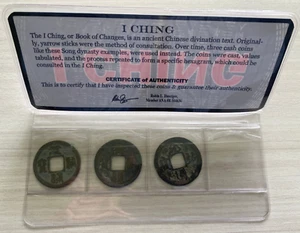 I CHING
The I Ching, or Book of Changes, is an ancient Chinese divination text. Original-
ly, yarrow sticks were the method of consultation. Over time, three cash coins
like these Song dynasty examples, were used instead. The coins were cast, values
tabulated, and the process repeated to form a specific hexagram, which could be
consulted in the I Ching.
CERTIFICATE of AUTHENTICITY
This is to certify that I have inspected these coins & guarantee their authenticity.
CHING